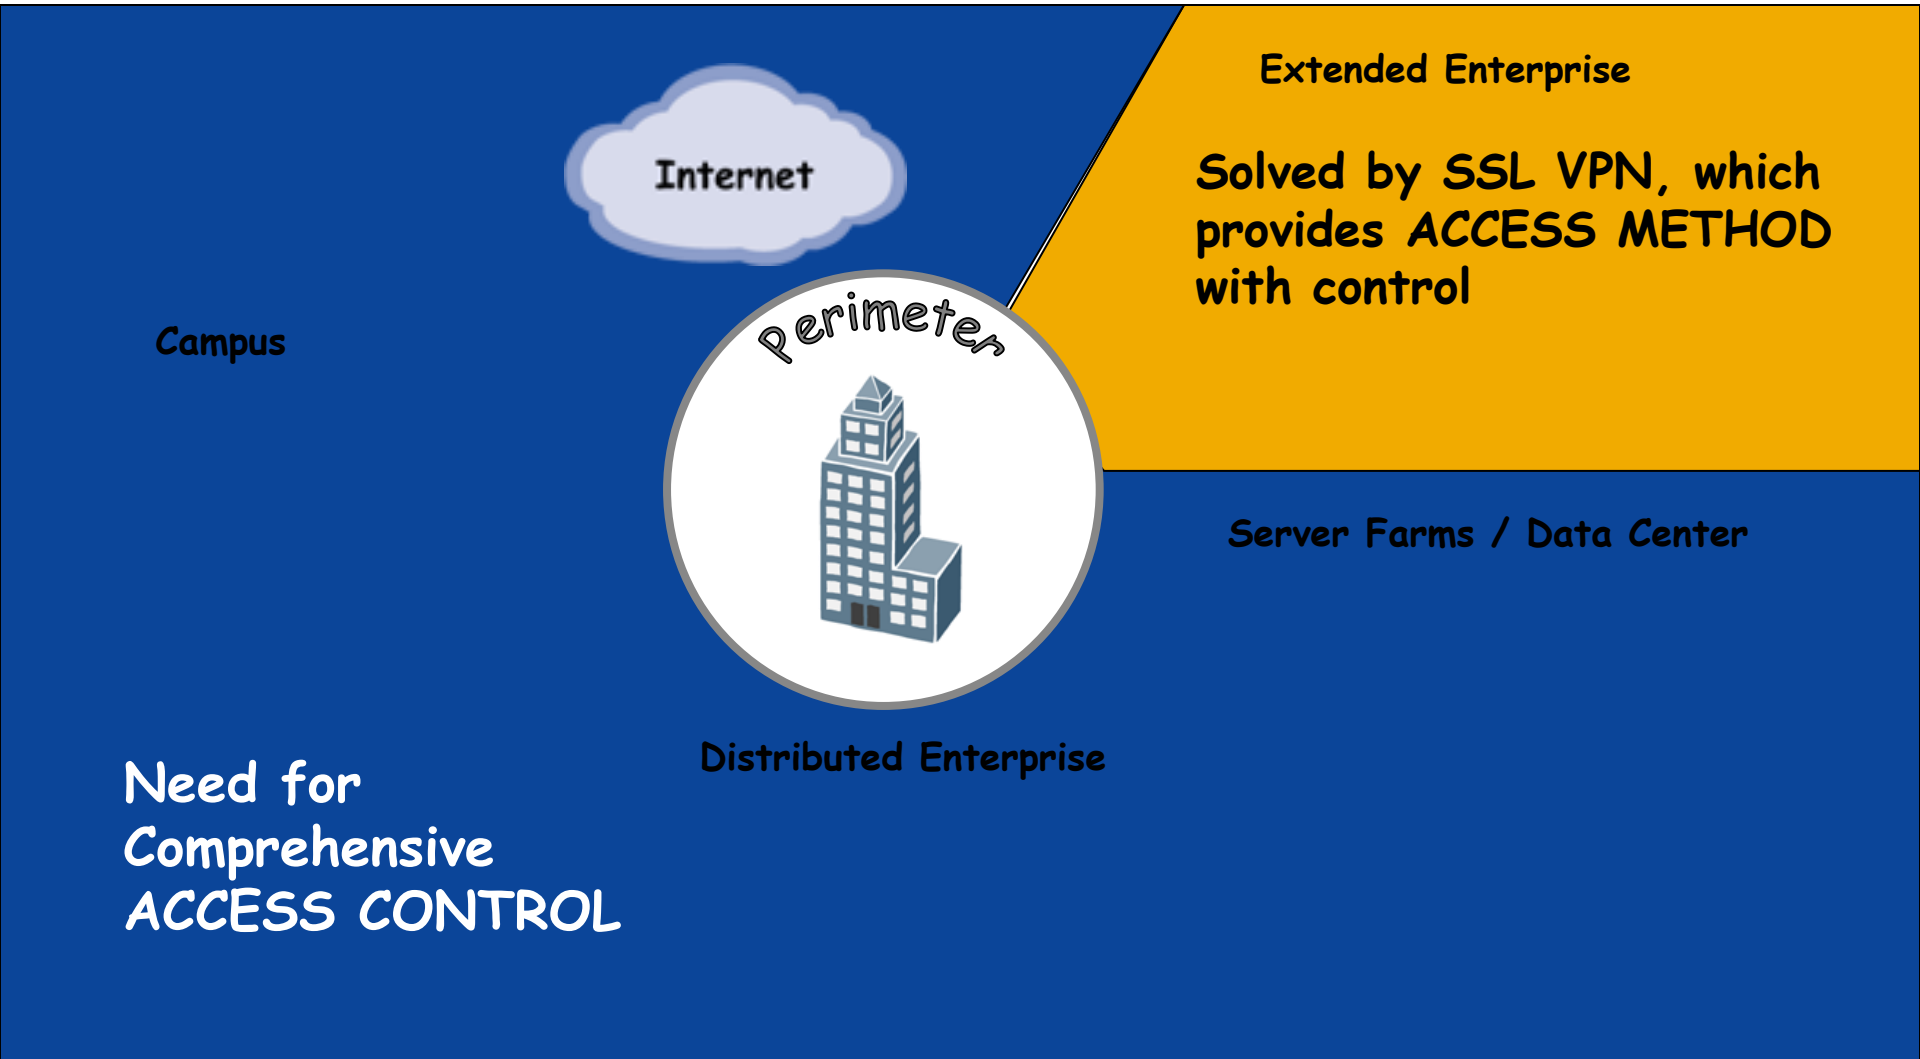 Extended Enterprise
Internet
Solved by SSL VPN, which
provides ACCESS METHOD
with control
Perimeter
Campus
Server Farms / Data Center
Distributed Enterprise
Need for
Comprehensive
ACCESS CONTROL